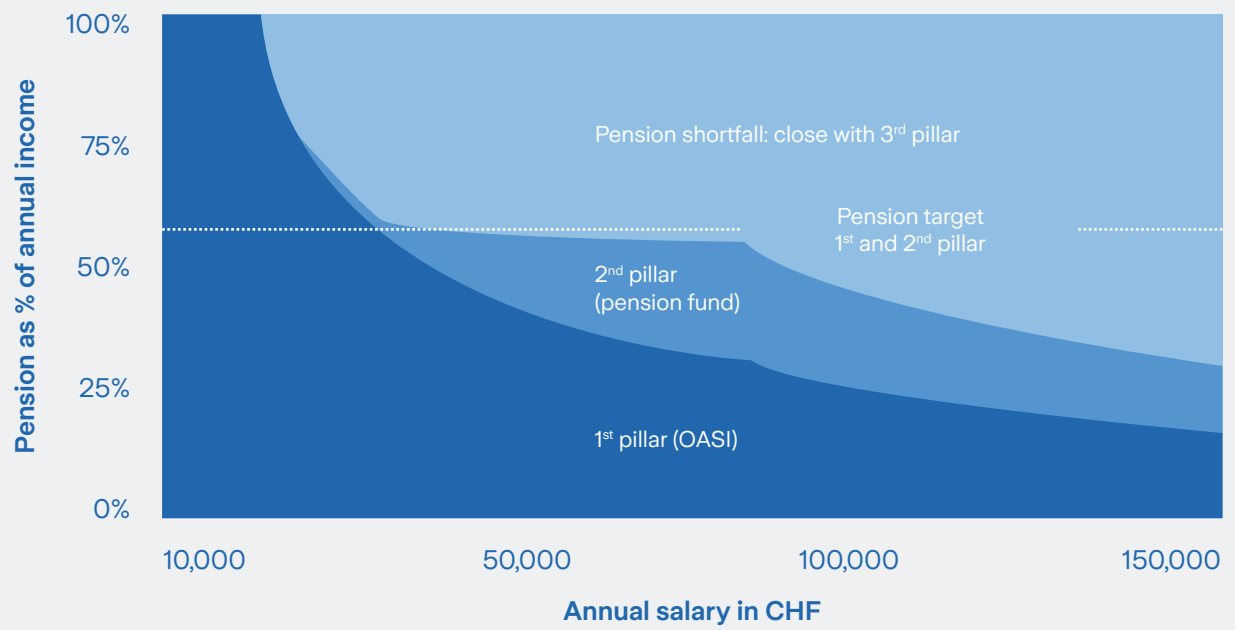 100%
75%
50%
25%
0%
Pension as % of annual income
Pension shortfall: close with 3rd pillar
Pension target
1st and 2nd pillar
2nd pillar
(pension fund)
1st pillar (OASI)
10,000
50,000
100,000
150,000
Annual salary in CHF